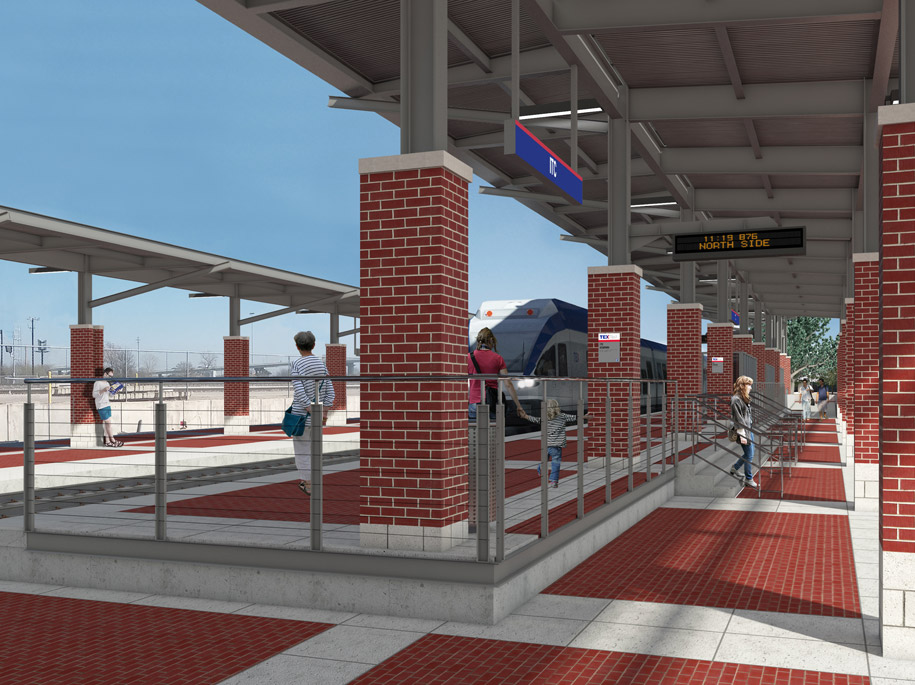 ITC
11:19 876
NORTH SIDE
TEX